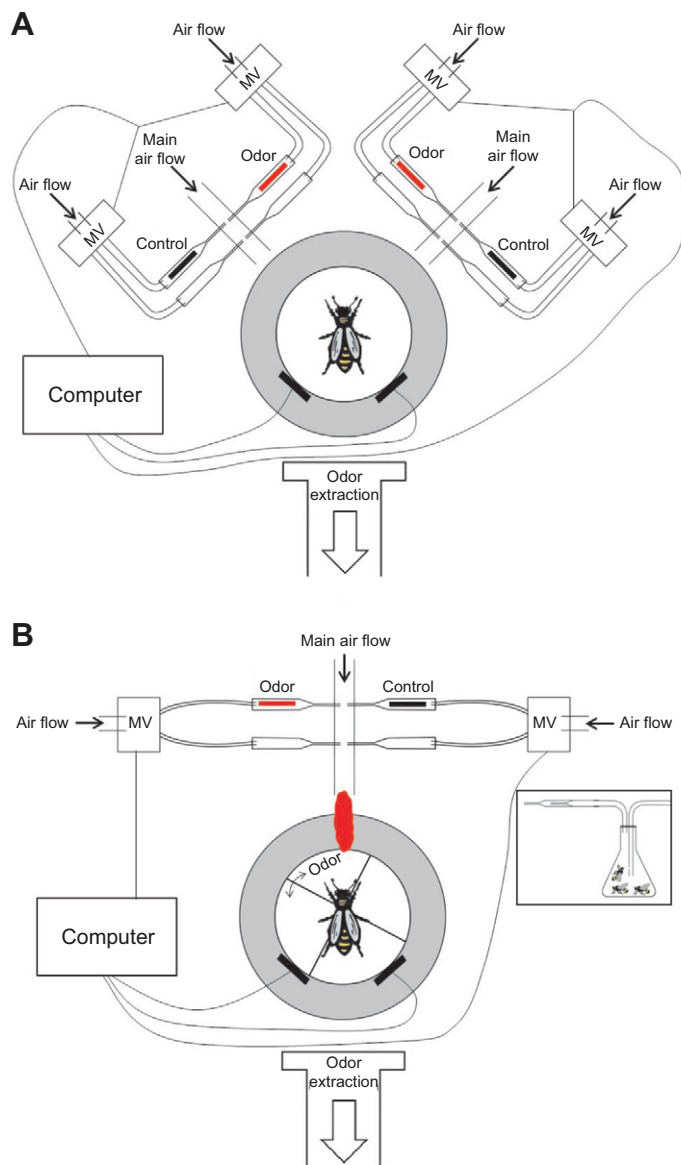 A
Air flow
Air flow
MV
MV
Odor
Odor
Main
air flow
Main
air flow
Air flow
Air flow
MV
MV
Control
Control
Computer
Odor
extraction
B
Main air flow
Odor
Control
Air flow
MV
MV
Air flow
Odor
Computer
Odor
extraction